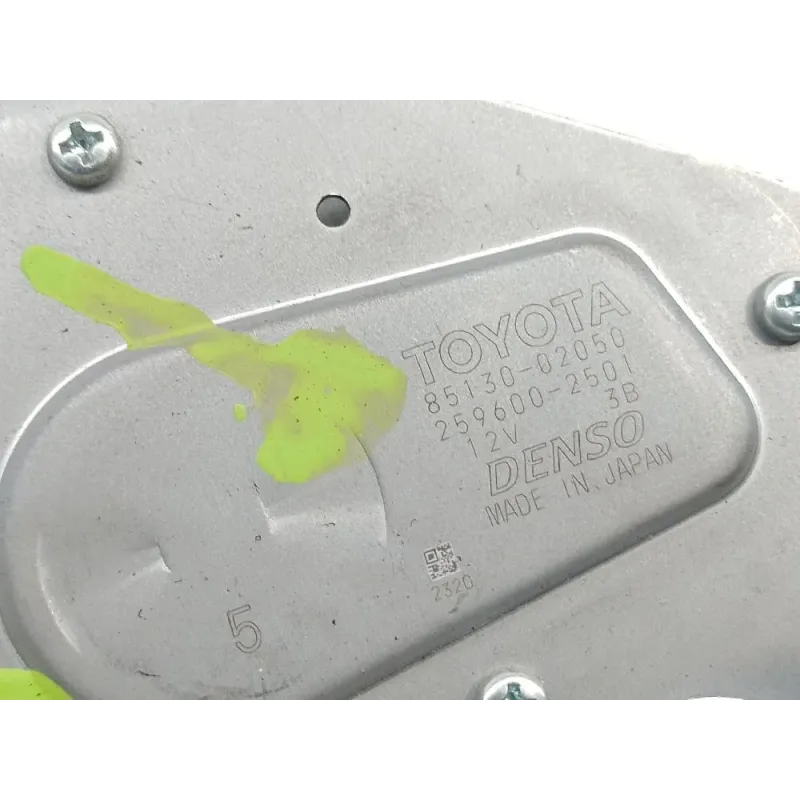 TOYOTA
85130-02050
259600-2501
12V 3B
DENSO
MADE IN JAPAN
2320
5